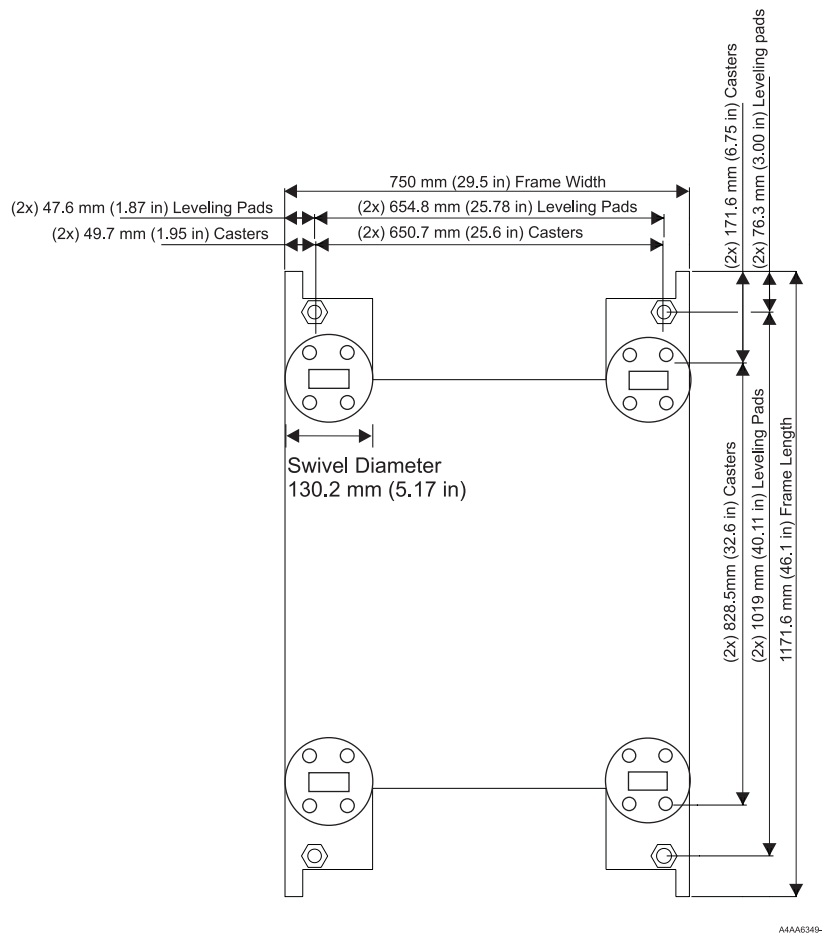 (2x) 171.6 mm (6.75 in) Casters
(2x) 76.3 mm (3.00 in) Leveling pads
750 mm (29.5 in) Frame Width
(2x) 47.6 mm (1.87 in) Leveling Pads
(2x) 654.8 mm (25.78 in) Leveling Pads
(2x) 49.7 mm (1.95 in) Casters
(2x) 650.7 mm (25.6 in) Casters
Swivel Diameter
130.2 mm (5.17 in)
(2x) 828.5mm (32.6 in) Casters
(2x) 1019 mm (40.11 in) Leveling Pads
1171.6 mm (46.1 in) Frame Length
A4AA6349-